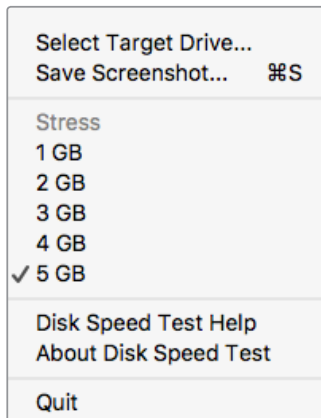 Select Target Drive...
Save Screenshot... ⌘S
Stress
1 GB
2 GB
3 GB
4 GB
✓ 5 GB
Disk Speed Test Help
About Disk Speed Test
Quit